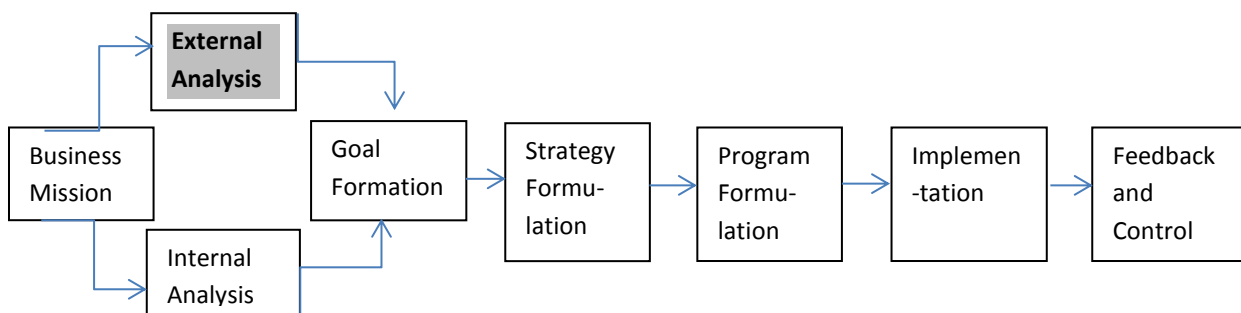 External
Analysis
Business
Mission
Internal
Analysis
Goal
Formation
Strategy
Formu-
lation
Program
Formu-
lation
Implemen
-tation
Feedback
and
Control